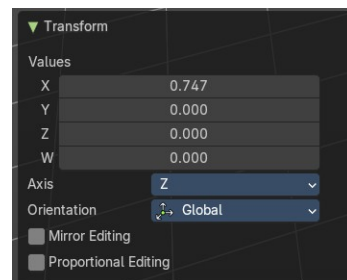 Transform
Values
X 0.747
Y 0.000
Z 0.000
W 0.000
Axis Z
Orientation Global
Mirror Editing
Proportional Editing